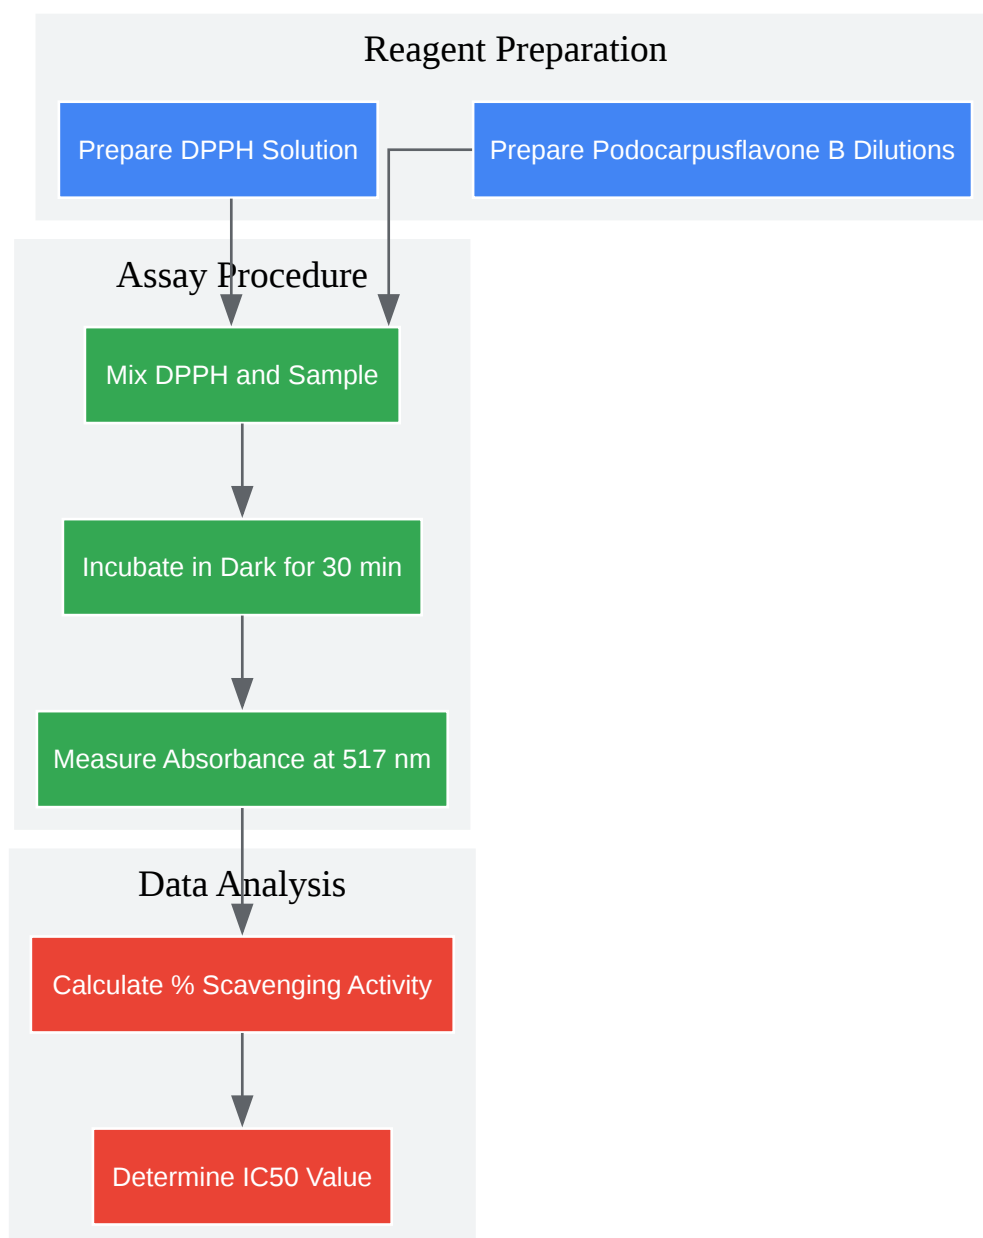 Reagent Preparation
Prepare DPPH Solution
Prepare Podocarpusflavone B Dilutions
Assay Procedure
Mix DPPH and Sample
Incubate in Dark for 30 min
Measure Absorbance at 517 nm
Data Analysis
Calculate % Scavenging Activity
Determine IC50 Value